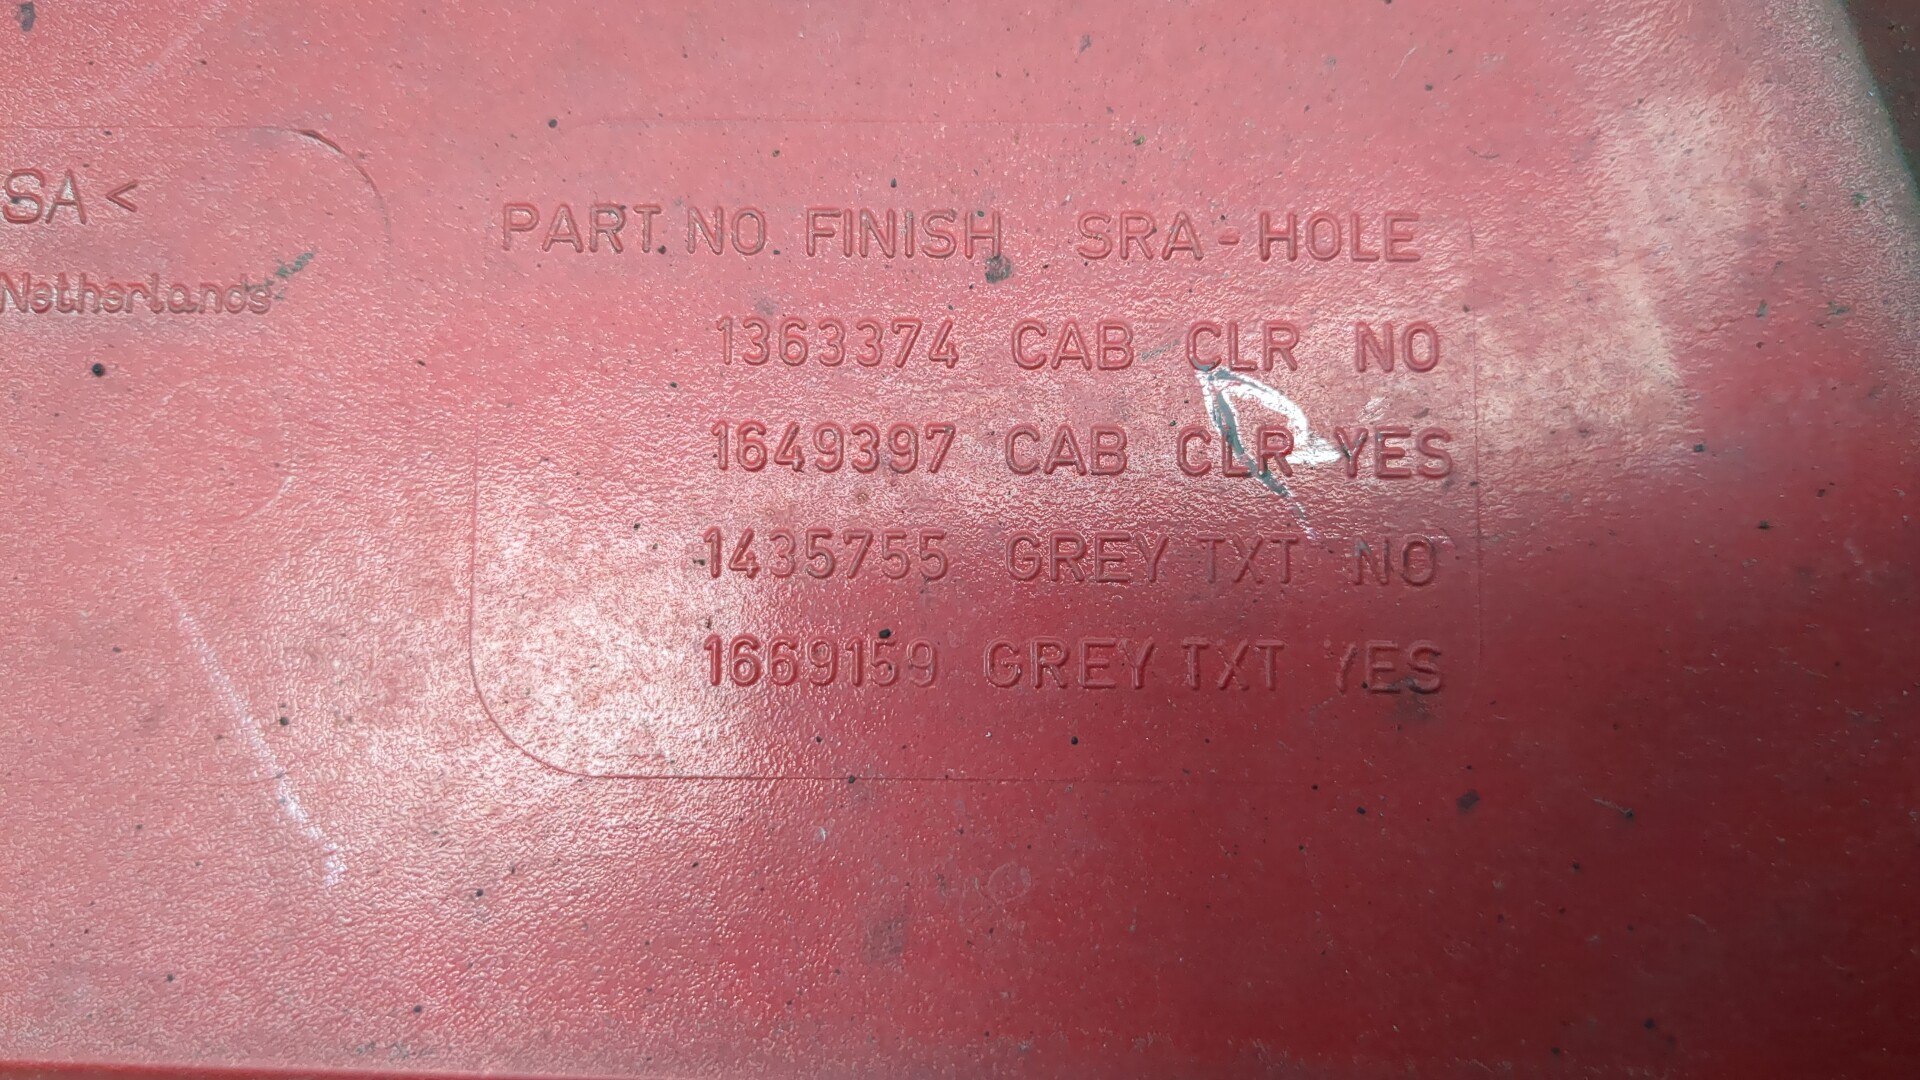 SA <
Netherlands
PART. NO. FINISH SRA - HOLE
1363374 CAB CLR NO
1649397 CAB CLR YES
1435755 GREY TXT NO
1669159 GREY TXT YES